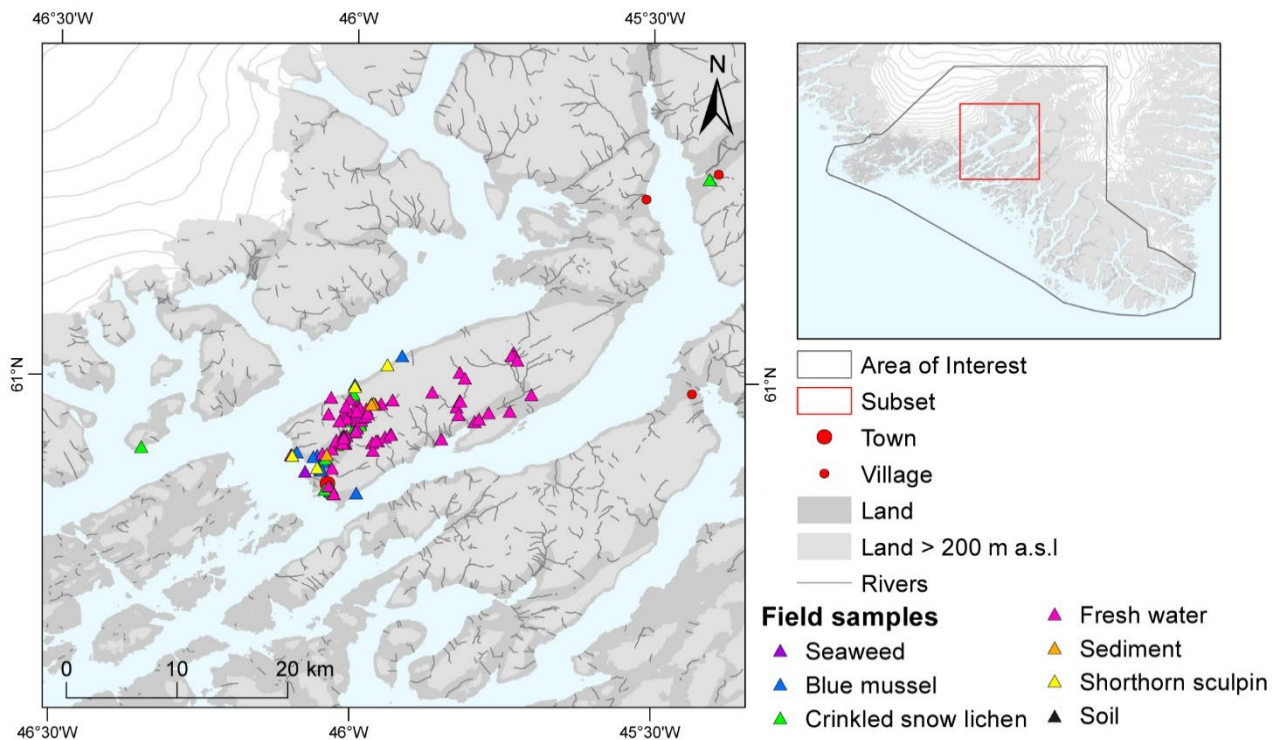 46°30'W
46°W
45°30'W
N
61°N
61°N
0 10 20 km
46°30'W
46°W
45°30'W
Area of Interest
Subset
Town
Village
Land
Land > 200 m a.s.l
Rivers
Field samples
Seaweed
Blue mussel
Crinkled snow lichen
Fresh water
Sediment
Shorthorn sculpin
Soil